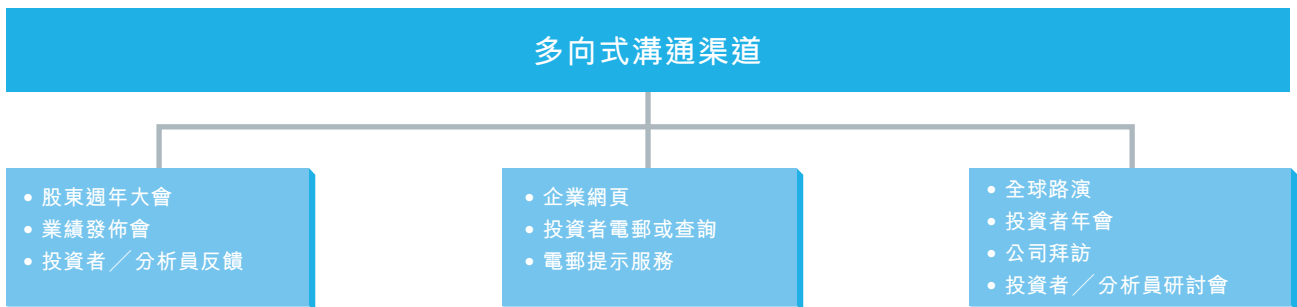 多向式溝通渠道
• 股東週年大會
• 業績發佈會
• 投資者╱分析員反饋
• 企業網頁
• 投資者電郵或查詢
• 電郵提示服務
• 全球路演
• 投資者年會
• 公司拜訪
• 投資者╱分析員研討會